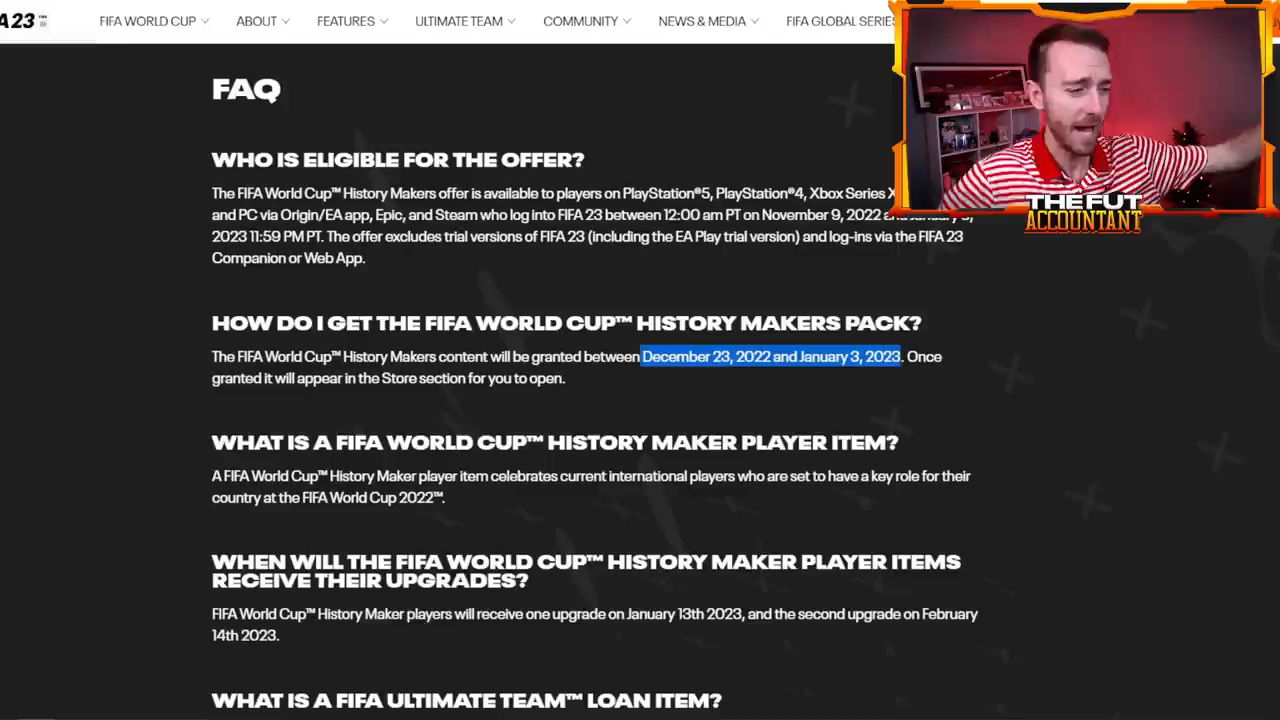 A 23
FIFA WORLD CUP ABOUT FEATURES ULTIMATE TEAM COMMUNITY NEWS & MEDIA FIFA GLOBAL SERIES
THE FUT
ACCOUNTANT
FAQ
WHO IS ELIGIBLE FOR THE OFFER?
The FIFA World Cup™ History Makers offer is available to players on PlayStation®5, PlayStation®4, Xbox Series X
and PC via Origin/EA app, Epic, and Steam who log into FIFA 23 between 12:00 am PT on November 9, 2022 and January 3,
2023 11:59 PM PT. The offer excludes trial versions of FIFA 23 (including the EA Play trial version) and log-ins via the FIFA 23
Companion or Web App.
HOW DO I GET THE FIFA WORLD CUP™ HISTORY MAKERS PACK?
The FIFA World Cup™ History Makers content will be granted between December 23, 2022 and January 3, 2023. Once
granted it will appear in the Store section for you to open.
WHAT IS A FIFA WORLD CUP™ HISTORY MAKER PLAYER ITEM?
A FIFA World Cup™ History Maker player item celebrates current international players who are set to have a key role for their
country at the FIFA World Cup 2022™.
WHEN WILL THE FIFA WORLD CUP™ HISTORY MAKER PLAYER ITEMS
RECEIVE THEIR UPGRADES?
FIFA World Cup™ History Maker players will receive one upgrade on January 13th 2023, and the second upgrade on February
14th 2023.
WHAT IS A FIFA ULTIMATE TEAM™ LOAN ITEM?